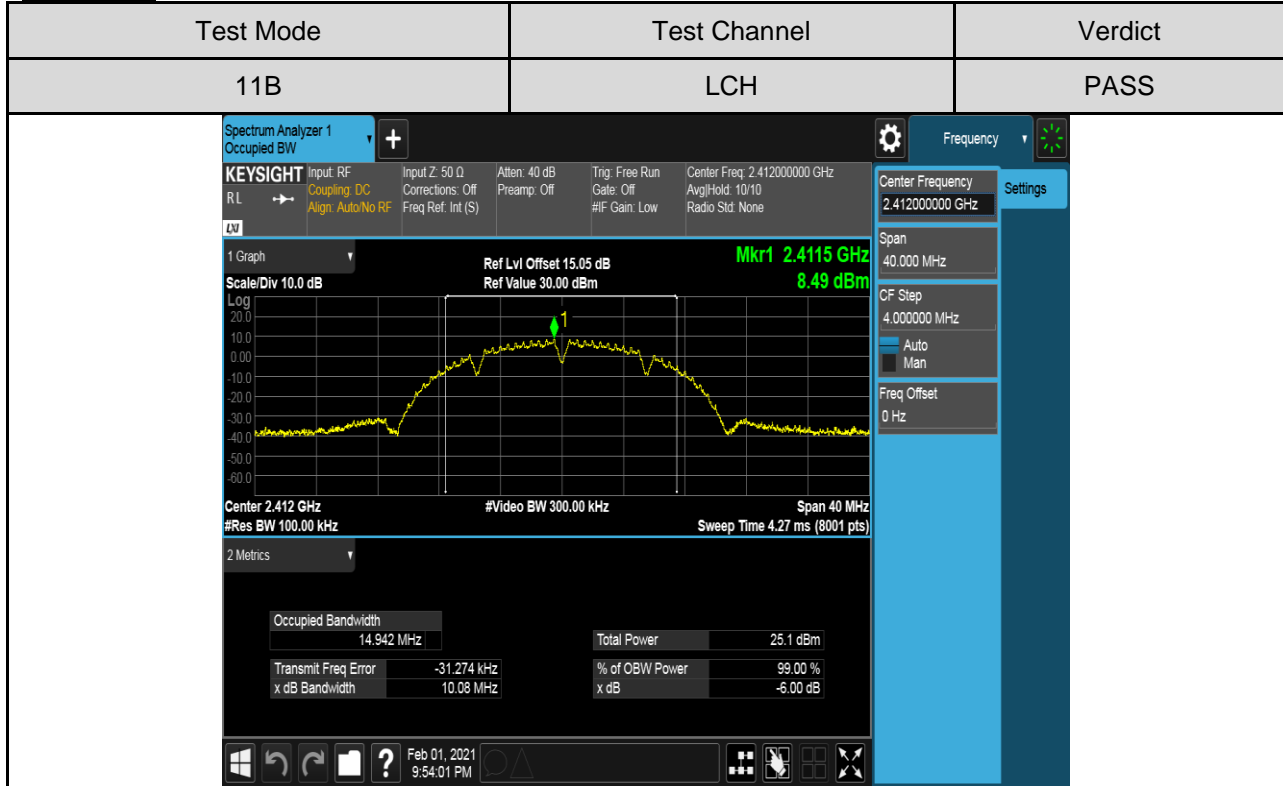 Test Mode Test Channel Verdict
11B LCH PASS
Spectrum Analyzer 1
Occupied BW
+
Frequency
KEYSIGHT Input: RF Input Z: 50 Ω Atten: 40 dB Trig: Free Run Center Freq: 2.412000000 GHz
RL Coupling: DC Corrections: Off Preamp: Off Gate: Off Avg|Hold: 10/10
Align: Auto/No RF Freq Ref: Int (S) #IF Gain: Low Radio Std: None
LXI
Center Frequency
2.412000000 GHz
Settings
Span
40.000 MHz
CF Step
4.000000 MHz
Auto
Man
Freq Offset
0 Hz
1 Graph Ref Lvl Offset 15.05 dB Mkr1 2.4115 GHz
Scale/Div 10.0 dB Ref Value 30.00 dBm 8.49 dBm
Log
20.0
1
10.0
0.00
-10.0
-20.0
-30.0
-40.0
-50.0
-60.0
Center 2.412 GHz #Video BW 300.00 kHz Span 40 MHz
#Res BW 100.00 kHz Sweep Time 4.27 ms (8001 pts)
2 Metrics
Occupied Bandwidth
14.942 MHz Total Power 25.1 dBm
Transmit Freq Error -31.274 kHz % of OBW Power 99.00 %
x dB Bandwidth 10.08 MHz x dB -6.00 dB
? Feb 01, 2021
9:54:01 PM